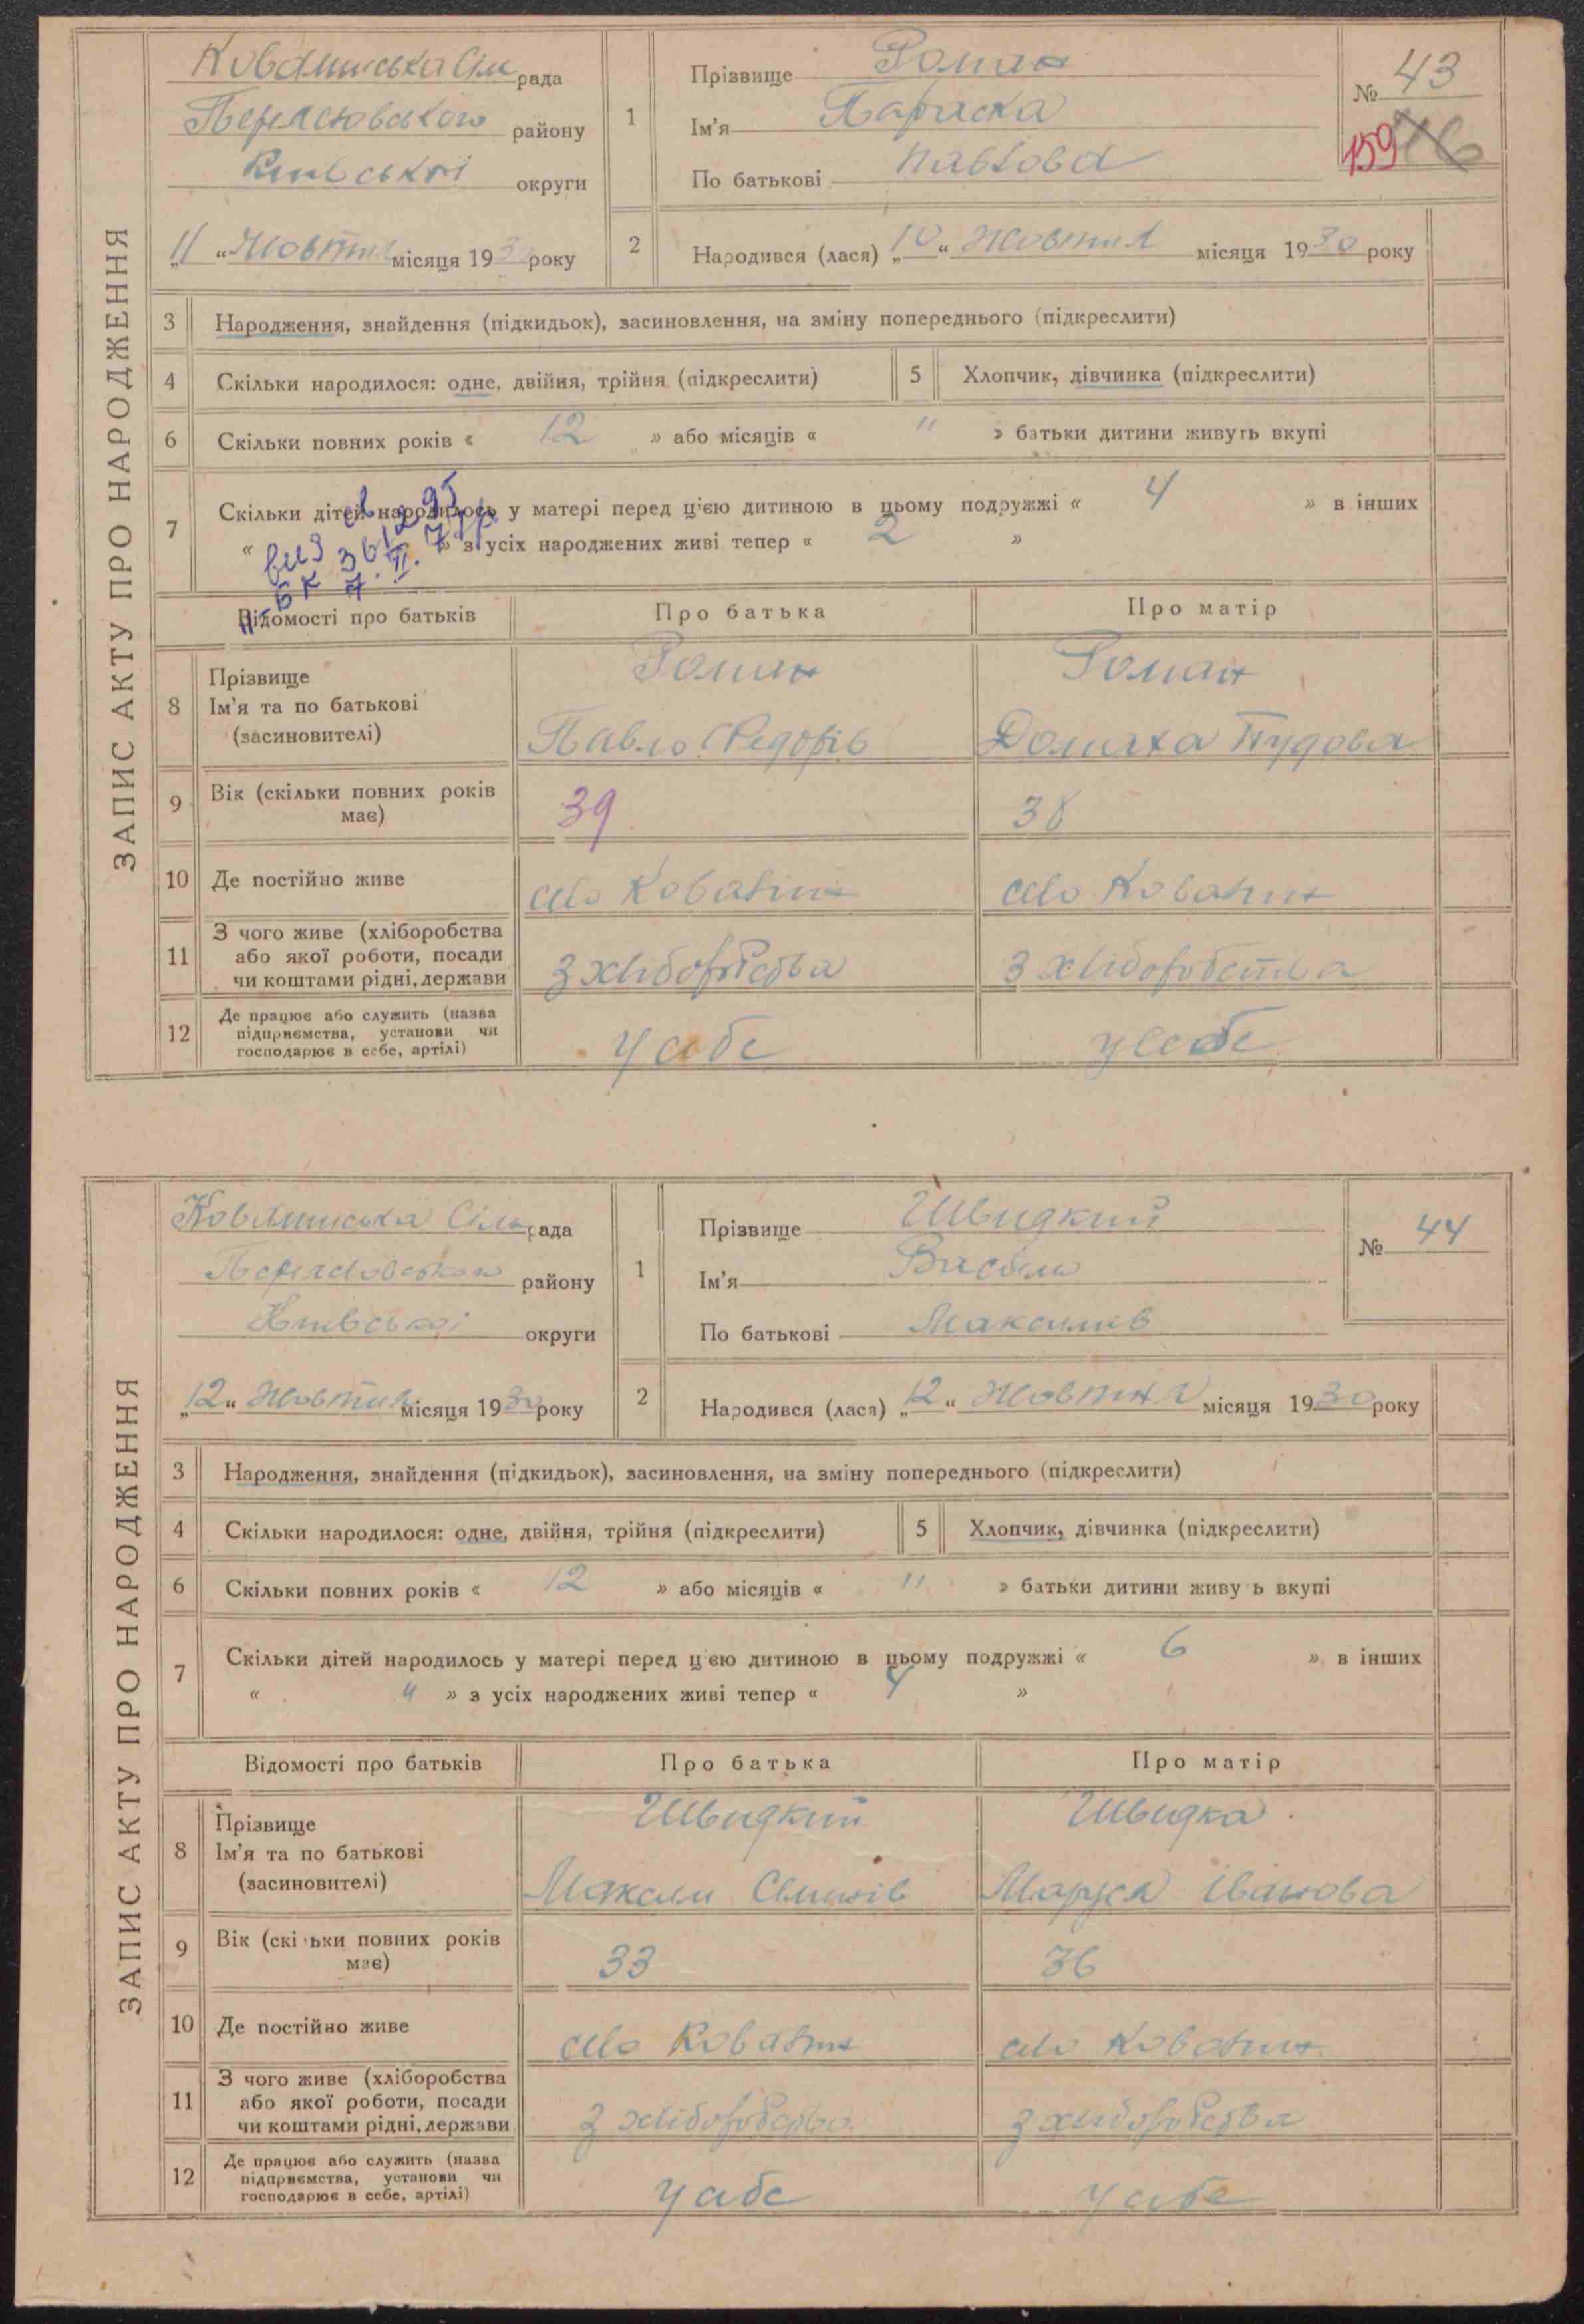 ЗАПИС АКТУ ПРО НАРОДЖЕННЯ
рада
району
Київської округи
11 " Жовтня місяця 1930 року
1 Прізвище Роман
Ім'я Параска
По батькові Павлова
№ 43
159
2 Народився (лася) „10“ Жовтня місяця 1930 року
3 Народження, знайдення (підкидьок), засиновлення, на зміну попереднього (підкреслити)
4 Скільки народилося: одне, двійня, трійня (підкреслити) 5 Хлопчик, дівчинка (підкреслити)
6 Скільки повних років « 12 » або місяців « " » батьки дитини живуть вкупі
7 Скільки дітей народилось у матері перед цією дитиною в цьому подружжі « 4 » в інших
« » з усіх народжених живі тепер « 2 »
Відомості про батьків Про батька Про матір
8 Прізвище Роман Роман
Ім'я та по батькові
(засиновителі) Павло Федорів Домаха Тудова
9 Вік (скільки повних років
має) 39 38
10 Де постійно живе село Ковалин село Ковалин
11 З чого живе (хліборобства
або якої роботи, посади
чи коштами рідні, держави з хліборобства з хліборобства
12 Де працює або служить (назва
підприємства, установи чи
господарює в себе, артілі) у себе у себе
ЗАПИС АКТУ ПРО НАРОДЖЕННЯ
рада
району
Київської округи
„12“ Жовтня місяця 1930 року
1 Прізвище Швидкий
Ім'я Василь
По батькові Максимів
№ 44
2 Народився (лася) „12“ Жовтня місяця 1930 року
3 Народження, знайдення (підкидьок), засиновлення, на зміну попереднього (підкреслити)
4 Скільки народилося: одне, двійня, трійня (підкреслити) 5 Хлопчик, дівчинка (підкреслити)
6 Скільки повних років « 12 » або місяців « " » батьки дитини живу ь вкупі
7 Скільки дітей народилось у матері перед цією дитиною в цьому подружжі « 6 » в інших
« " » з усіх народжених живі тепер « 4 »
Відомості про батьків Про батька Про матір
8 Прізвище Швидкий Швидка
Ім'я та по батькові
(засиновителі) Максим Маруся Іванова
9 Вік (скільки повних років
має) 33 36
10 Де постійно живе село Ковалин село Ковалин
11 З чого живе (хліборобства
або якої роботи, посади
чи коштами рідні, держави з хліборобства з хліборобства
12 Де працює або служить (назва
підприємства, установи чи
господарює в себе, артілі) у себе у себе